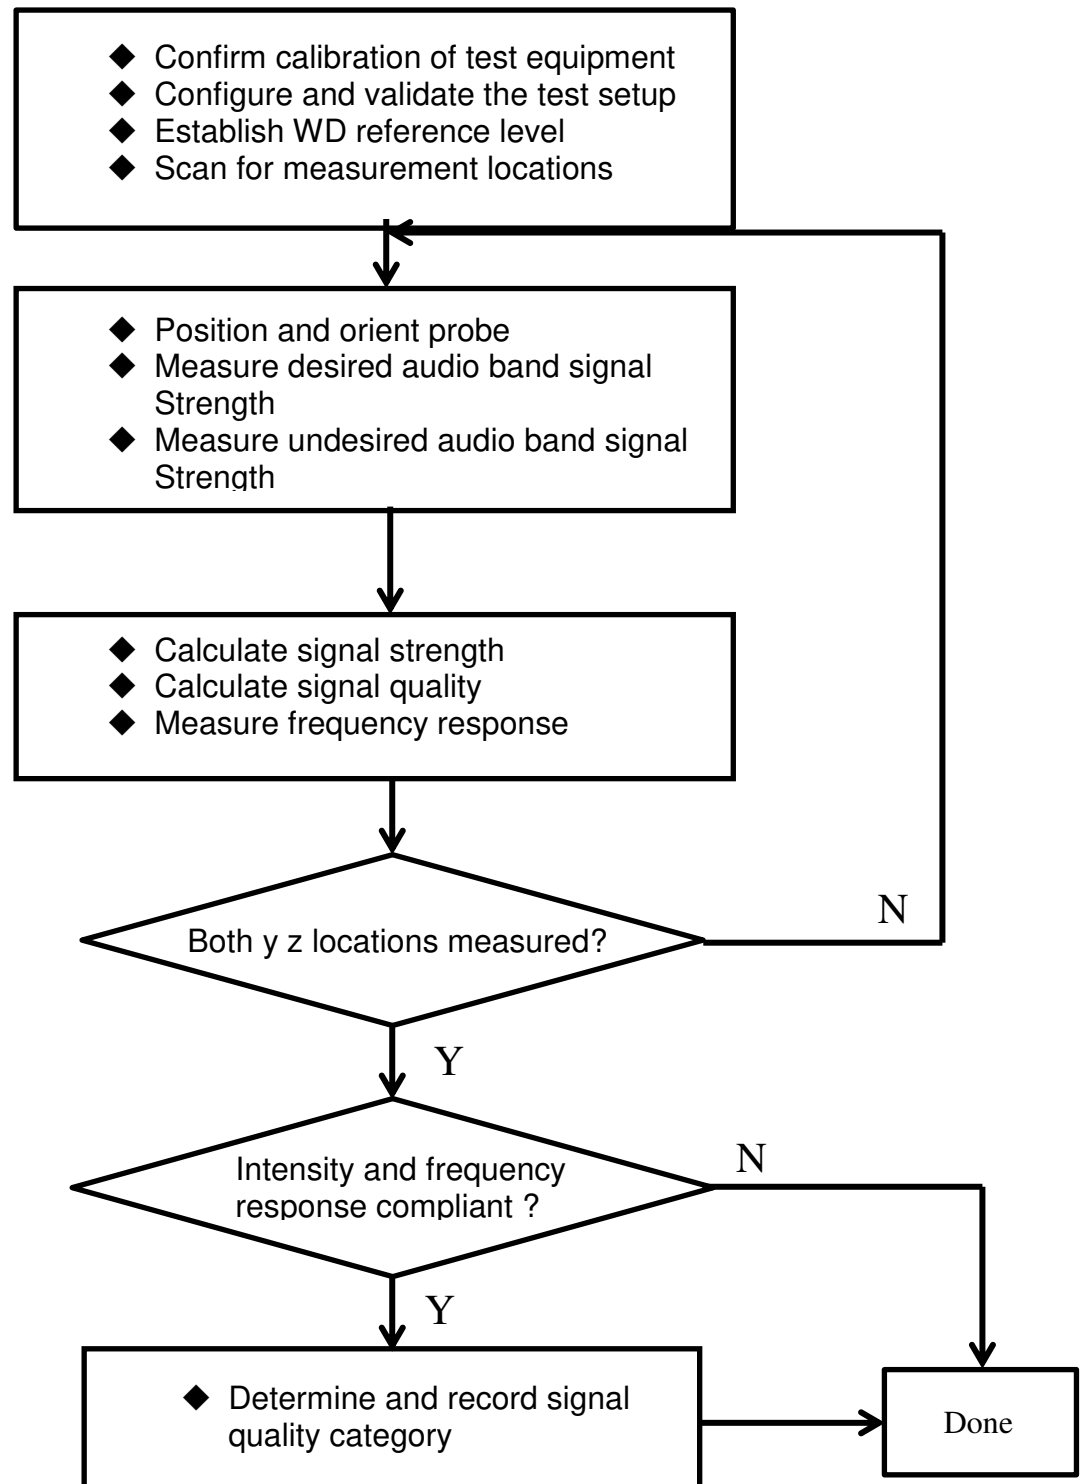 Confirm calibration of test equipment
Configure and validate the test setup
Establish WD reference level
Scan for measurement locations
Position and orient probe
Measure desired audio band signal
Strength
Measure undesired audio band signal
Strength
Calculate signal strength
Calculate signal quality
Measure frequency response
Both y z locations measured?
N
Y
Intensity and frequency
response compliant ?
N
Y
Determine and record signal
quality category
Done